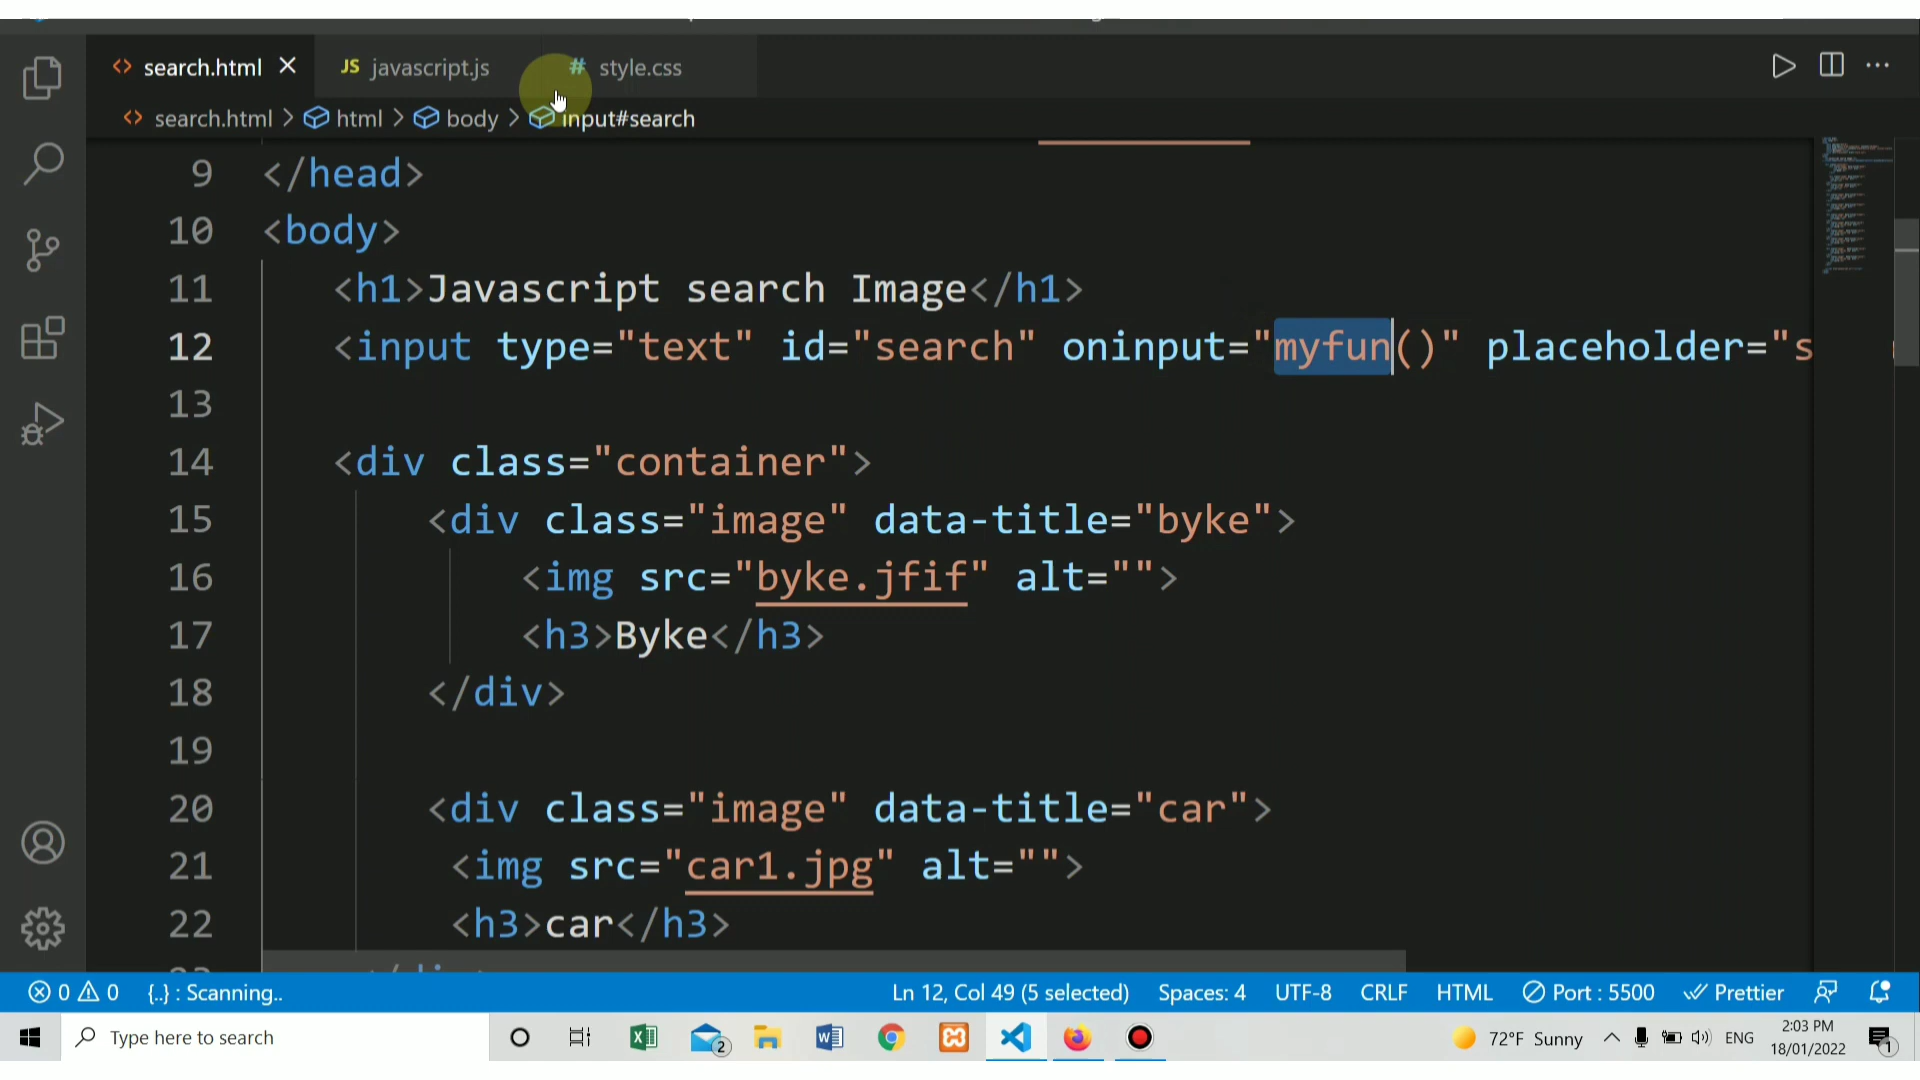 search.html
JS javascript.js
# style.css
search.html > html > body > input#search
9 </head>
10 <body>
11 <h1>Javascript search Image</h1>
12 <input type="text" id="search" oninput="myfun()" placeholder="s
13
14 <div class="container">
15 <div class="image" data-title="byke">
16 <img src="byke.jfif" alt="">
17 <h3>Byke</h3>
18 </div>
19
20 <div class="image" data-title="car">
21 <img src="car1.jpg" alt="">
22 <h3>car</h3>
0 0 {..} : Scanning.. Ln 12, Col 49 (5 selected) Spaces: 4 UTF-8 CRLF HTML Port : 5500 Prettier
Type here to search 2 72°F Sunny ENG 2:03 PM
18/01/2022 1